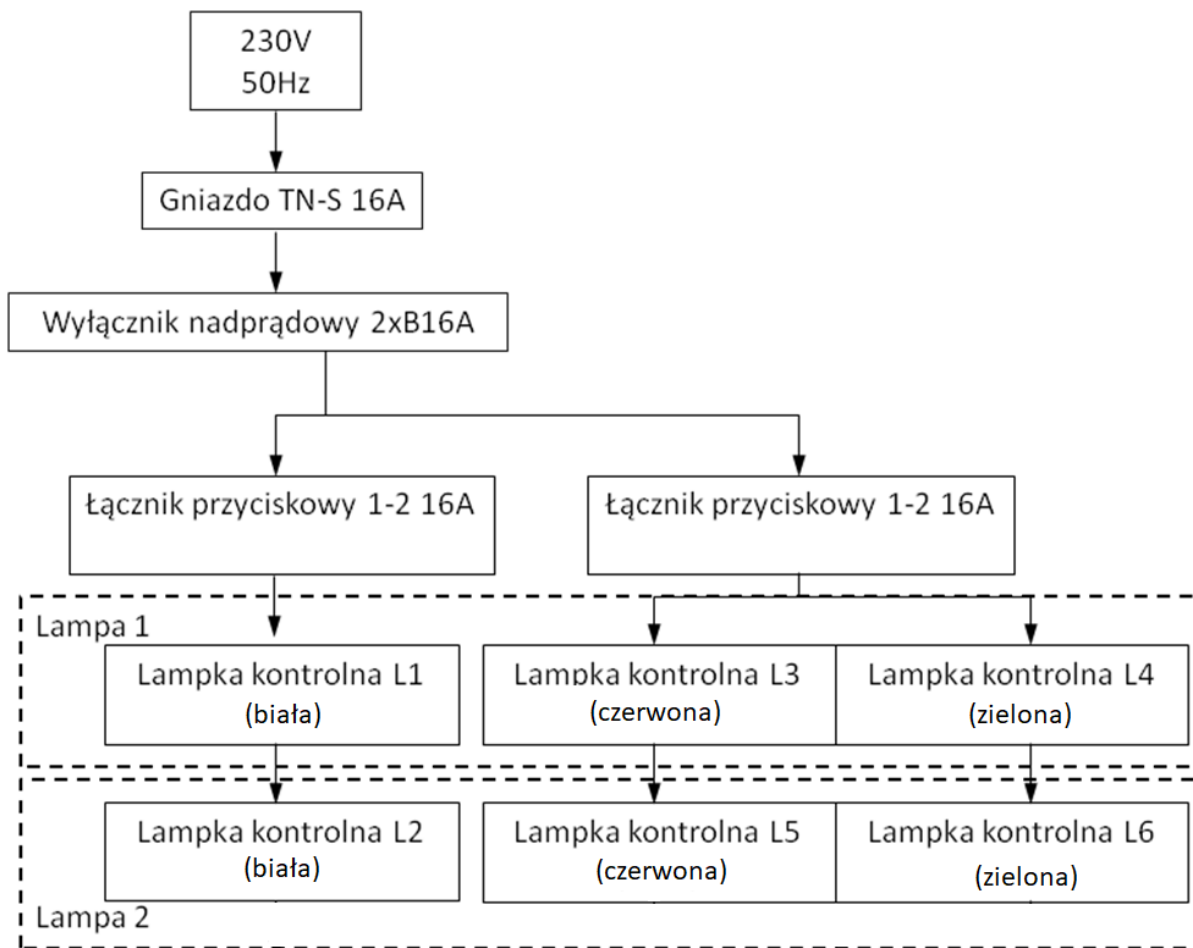 230V
50Hz
Gniazdo TN-S 16A
Wyłącznik nadprądowy 2xB16A
Łącznik przyciskowy 1-2 16A
Łącznik przyciskowy 1-2 16A
Lampa 1
Lampka kontrolna L1
(biała)
Lampka kontrolna L3
(czerwona)
Lampka kontrolna L4
(zielona)
Lampka kontrolna L2
(biała)
Lampka kontrolna L5
(czerwona)
Lampka kontrolna L6
(zielona)
Lampa 2